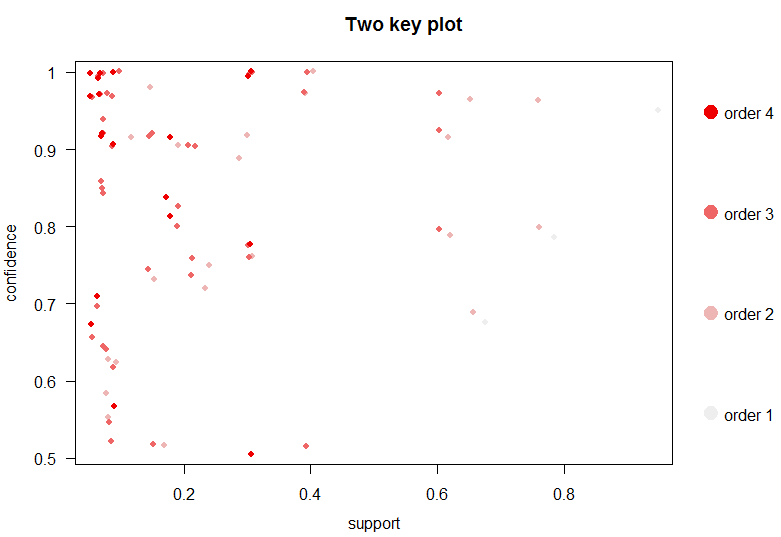 Two key plot
1
0.9
0.8
0.7
0.6
0.5
confidence
0.2 0.4 0.6 0.8
support
order 4
order 3
order 2
order 1